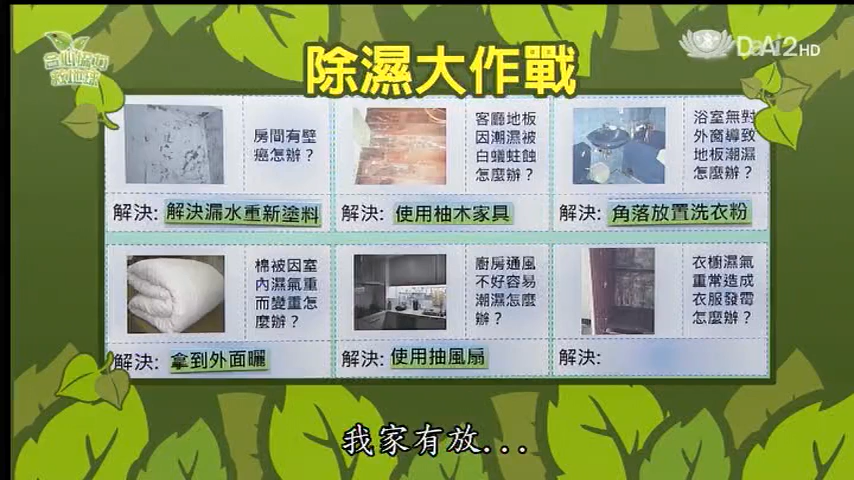 合心協力
救地球
DaAi2HD
除濕大作戰
房間有壁
癌怎辦？
客廳地板
因潮濕被
白蟻蛀蝕
怎麼辦？
浴室無對
外窗導致
地板潮濕
怎麼辦？
解決: 解決漏水重新塗料
解決: 使用柚木家具
解決: 角落放置洗衣粉
棉被因室
內濕氣重
而變重怎
麼辦？
廚房通風
不好容易
潮濕怎麼
辦？
衣櫥濕氣
重常造成
衣服發霉
怎麼辦？
解決: 拿到外面曬
解決: 使用抽風扇
解決:
我家有放...